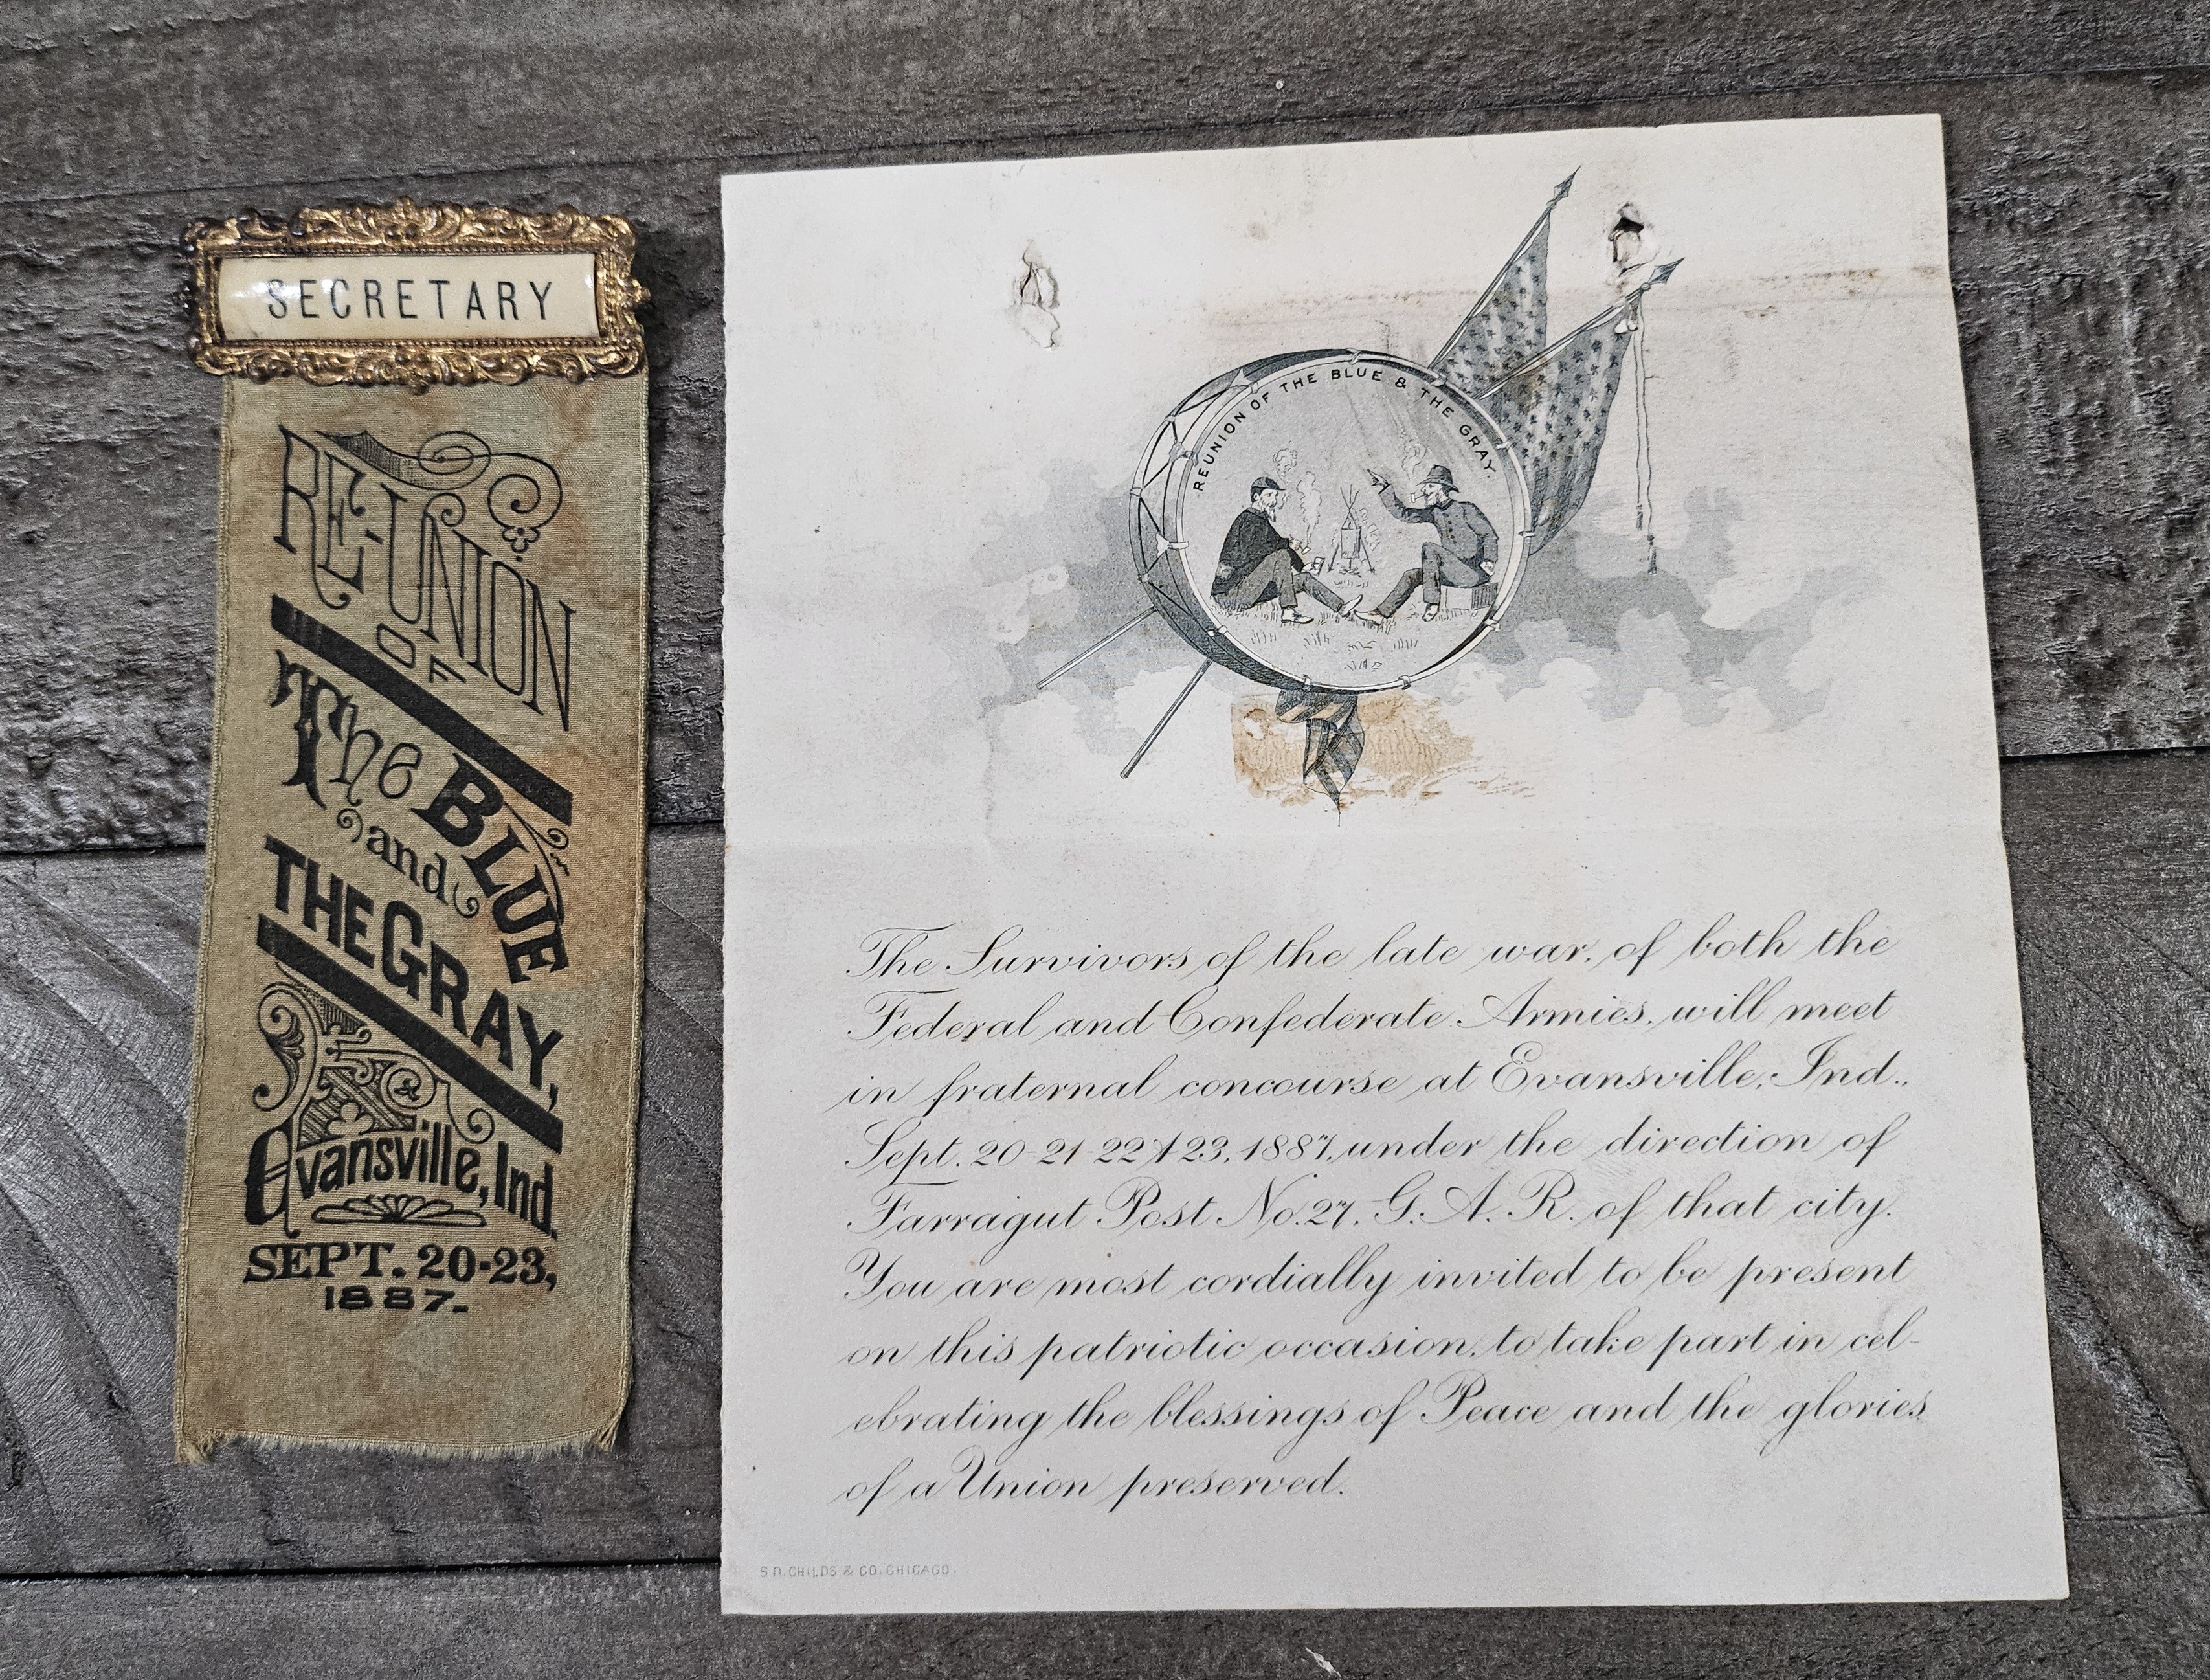 SECRETARY
RE-UNION
OF
The BLUE
and
THE GRAY,
Evansville, Ind.
SEPT. 20-23,
1887.
REUNION OF THE BLUE & THE GRAY.
The Survivors of the late war, of both the
Federal and Confederate Armies, will meet
in fraternal concourse at Evansville, Ind.,
Sept. 20-21-22 & 23, 1887, under the direction of
Farragut Post No. 27, G. A. R. of that city.
You are most cordially invited to be present
on this patriotic occasion, to take part in cel-
ebrating the blessings of Peace and the glories
of a Union preserved.
S. D. CHILDS & CO. CHICAGO